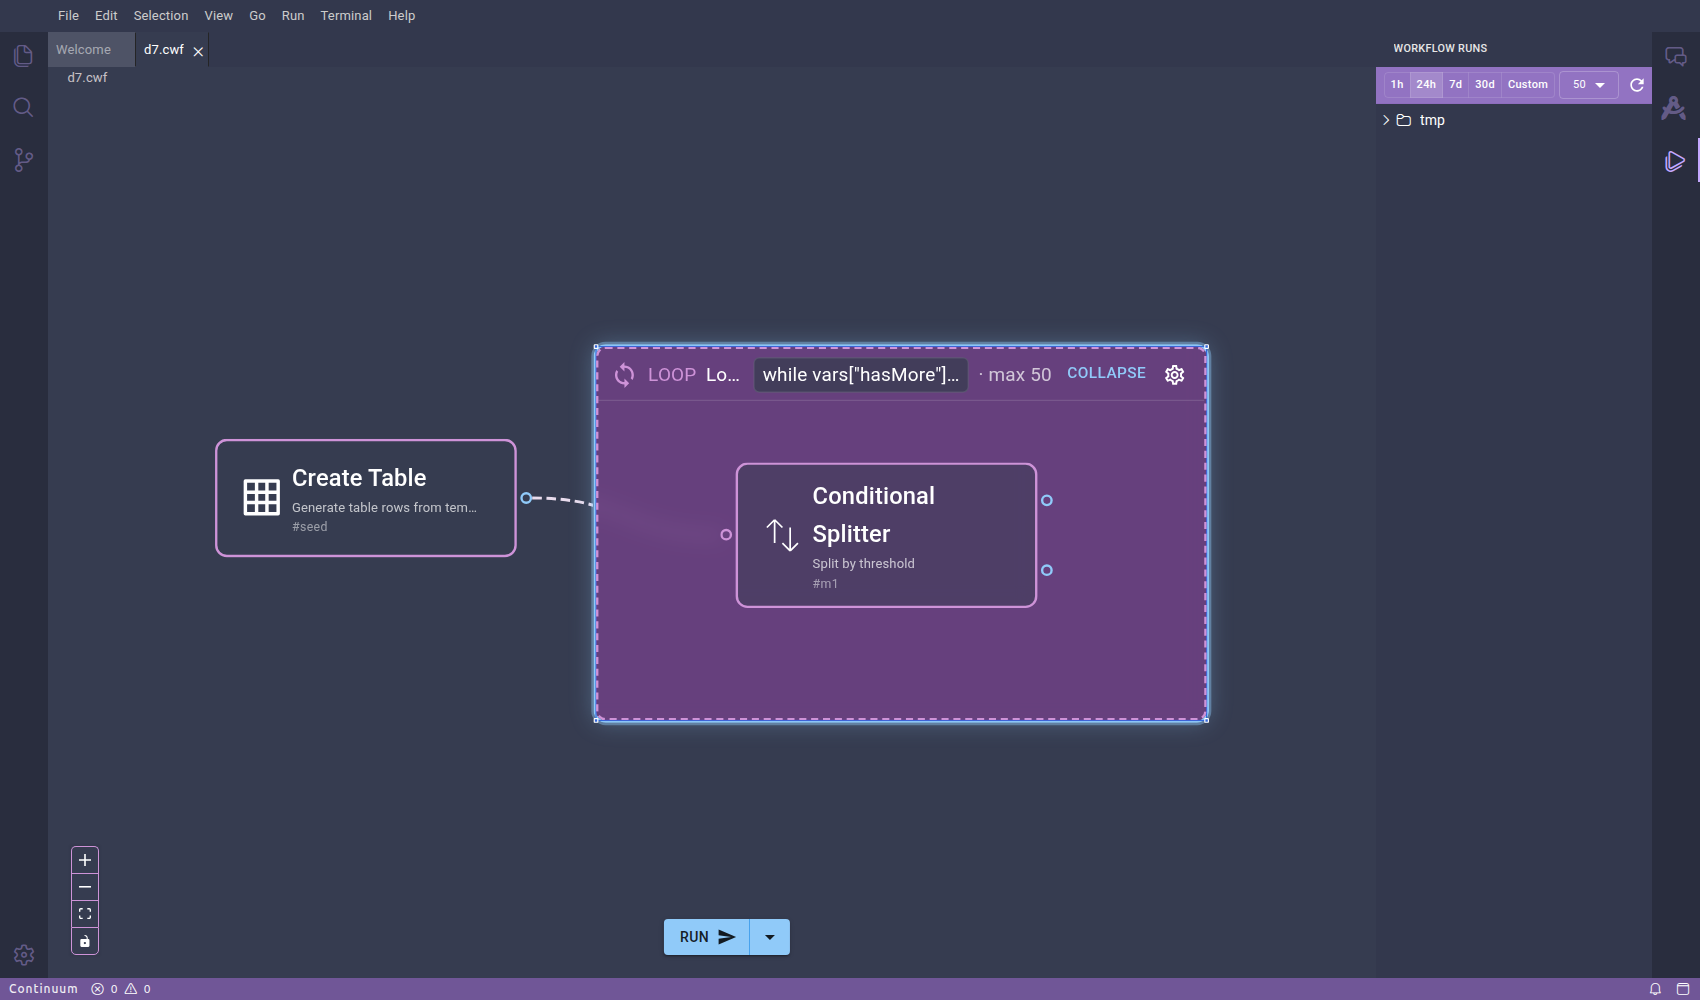 File Edit Selection View Go Run Terminal Help
Welcome d7.cwf
d7.cwf
WORKFLOW RUNS
1h 24h 7d 30d Custom 50
tmp
LOOP Lo... while vars["hasMore"]... · max 50 COLLAPSE
Create Table
Generate table rows from tem...
#seed
Conditional
Splitter
Split by threshold
#m1
RUN
Continuum 0 0